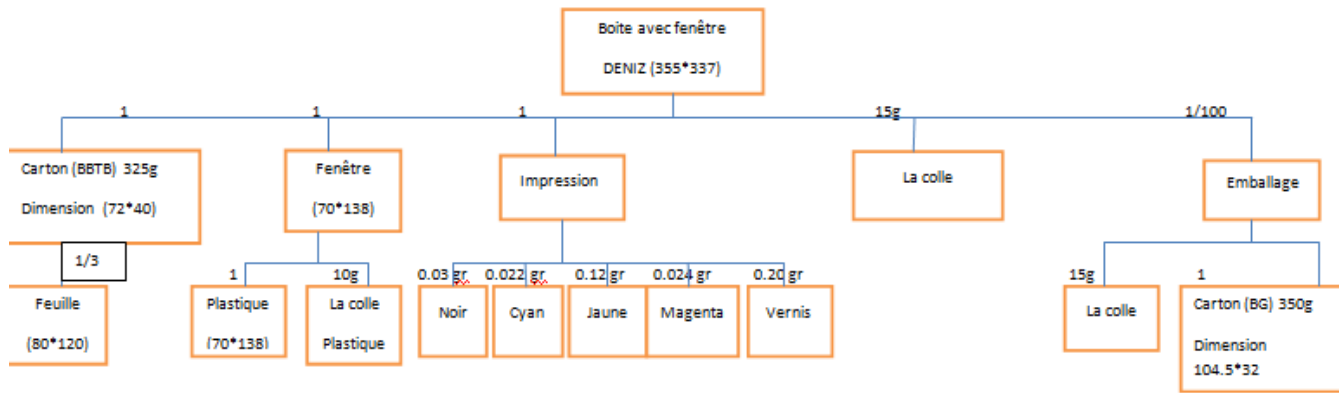 Boite avec fenêtre
DENIZ (355*337)
1
1
1
15g
1/100
Carton (BBTB) 325g
Dimension (72*40)
Fenêtre
(70*138)
Impression
La colle
Emballage
1/3
1
10g
0.03 gr
0.022 gr
0.12 gr
0.024 gr
0.20 gr
15g
1
Feuille
(80*120)
Plastique
(70*138)
La colle
Plastique
Noir
Cyan
Jaune
Magenta
Vernis
La colle
Carton (BG) 350g
Dimension
104.5*32